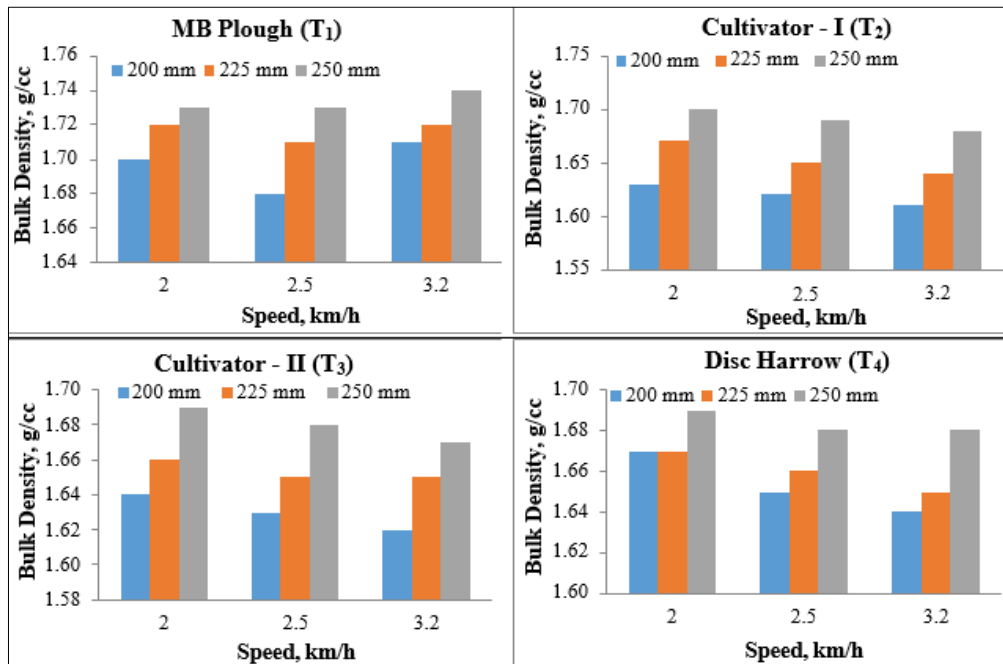 MB Plough (T₁)
200 mm 225 mm 250 mm
Bulk Density, g/cc
1.76
1.74
1.72
1.70
1.68
1.66
1.64
2 2.5 3.2
Speed, km/h
Cultivator - I (T₂)
200 mm 225 mm 250 mm
Bulk Density, g/cc
1.75
1.70
1.65
1.60
1.55
2 2.5 3.2
Speed, km/h
Cultivator - II (T₃)
200 mm 225 mm 250 mm
Bulk Density, g/cc
1.70
1.68
1.66
1.64
1.62
1.60
1.58
2 2.5 3.2
Speed, km/h
Disc Harrow (T₄)
200 mm 225 mm 250 mm
Bulk Density, g/cc
1.70
1.68
1.66
1.64
1.62
1.60
2 2.5 3.2
Speed, km/h